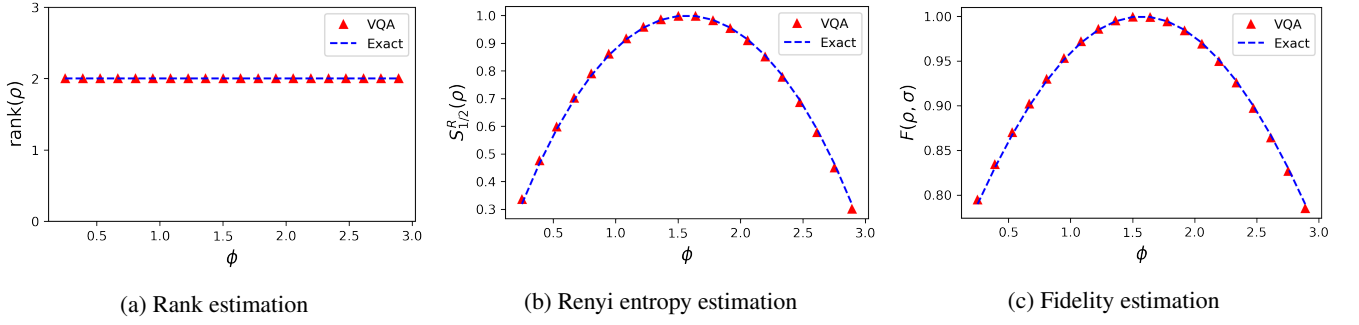 3
2
1
0
rank(ρ)
0.5 1.0 1.5 2.0 2.5 3.0
ϕ
VQA
Exact
(a) Rank estimation
1.0
0.9
0.8
0.7
0.6
0.5
0.4
0.3
S^R_{1/2}(ρ)
0.5 1.0 1.5 2.0 2.5 3.0
ϕ
VQA
Exact
(b) Renyi entropy estimation
1.00
0.95
0.90
0.85
0.80
F(ρ, σ)
0.5 1.0 1.5 2.0 2.5 3.0
ϕ
VQA
Exact
(c) Fidelity estimation